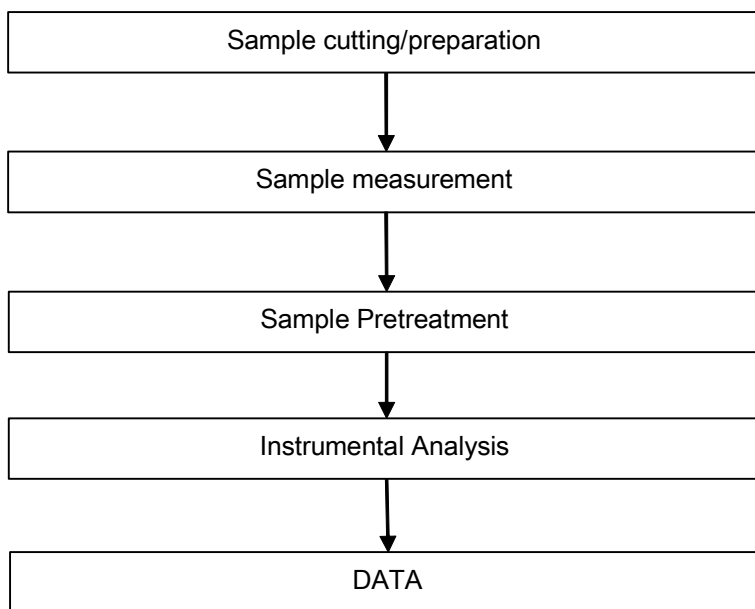 Sample cutting/preparation
Sample measurement
Sample Pretreatment
Instrumental Analysis
DATA